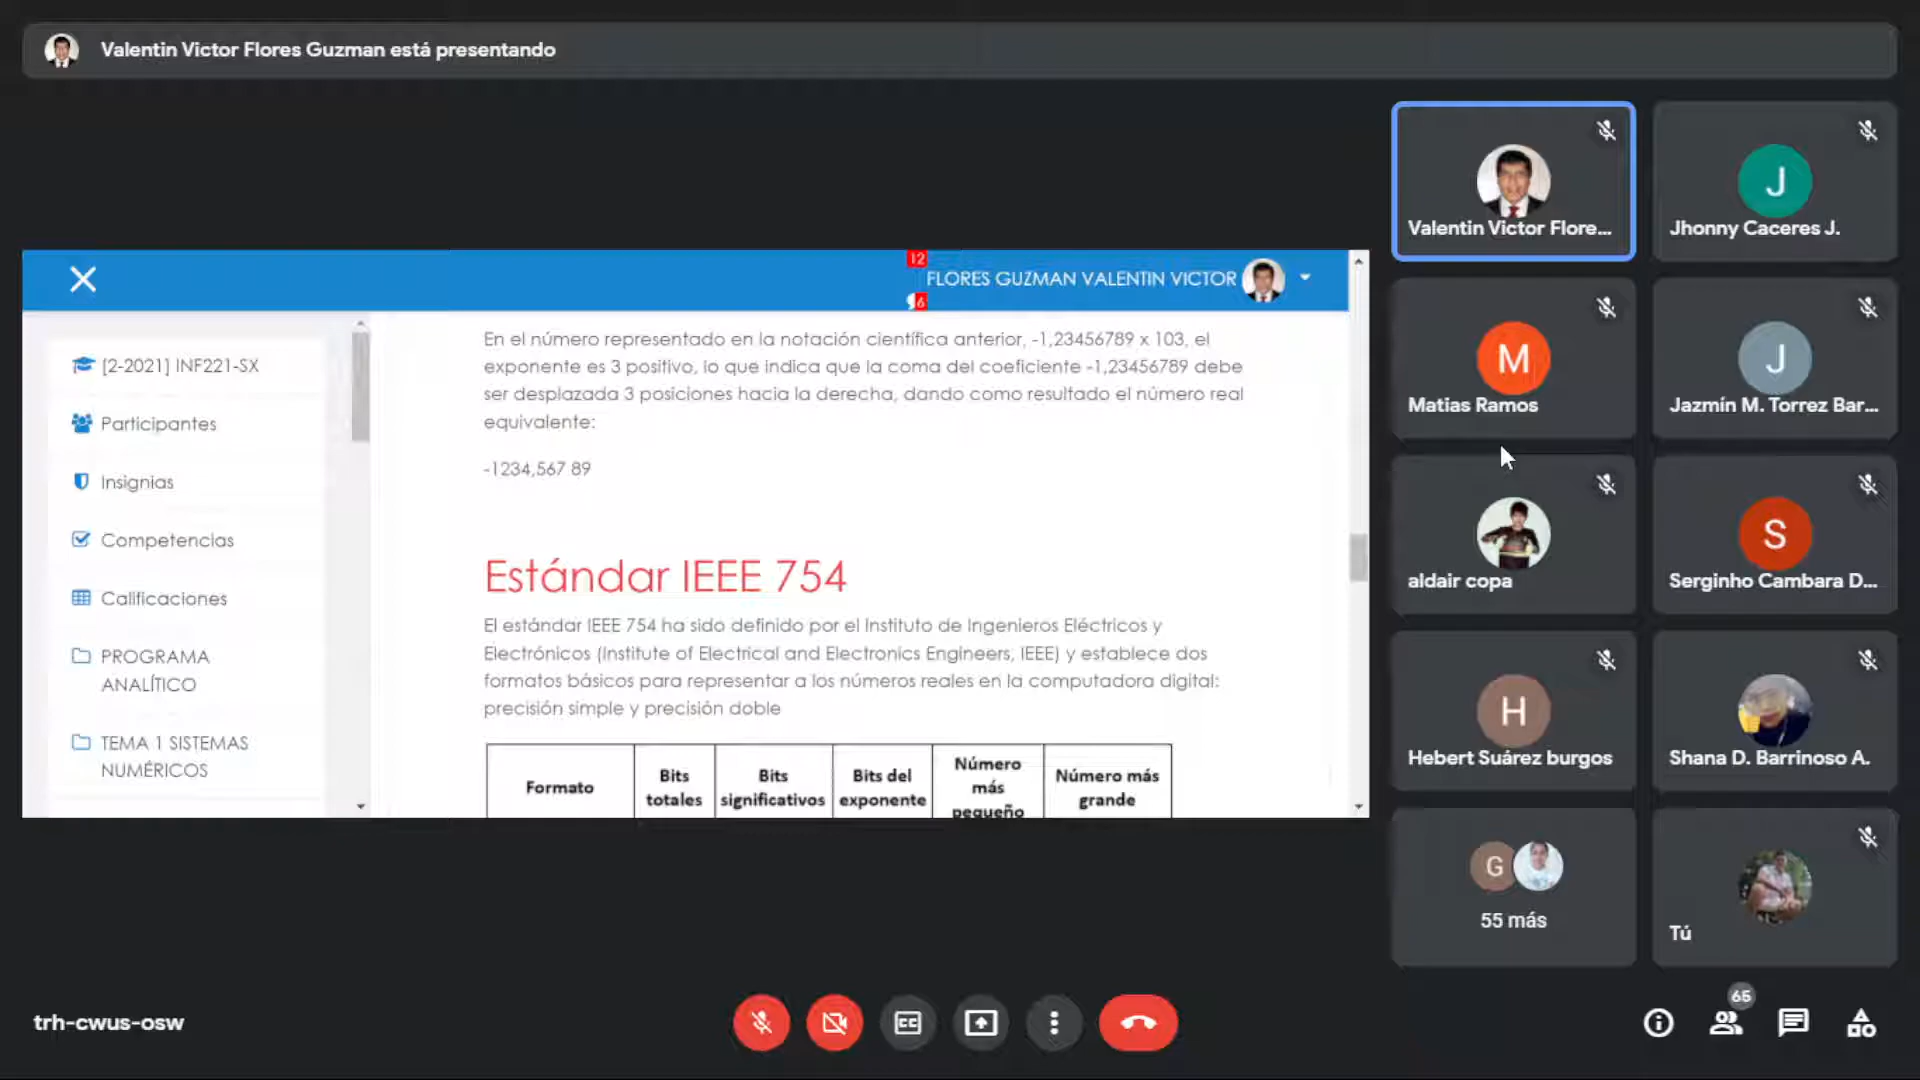 Valentin Victor Flores Guzman está presentando
12
6
FLORES GUZMAN VALENTIN VICTOR
[2-2021] INF221-SX
Participantes
Insignias
Competencias
Calificaciones
PROGRAMA
ANALÍTICO
TEMA 1 SISTEMAS
NUMÉRICOS
En el número representado en la notación científica anterior, -1,23456789 x 103, el
exponente es 3 positivo, lo que indica que la coma del coeficiente -1,23456789 debe
ser desplazada 3 posiciones hacia la derecha, dando como resultado el número real
equivalente:
-1234,567 89
Estándar IEEE 754
El estándar IEEE 754 ha sido definido por el Instituto de Ingenieros Eléctricos y
Electrónicos (Institute of Electrical and Electronics Engineers, IEEE) y establece dos
formatos básicos para representar a los números reales en la computadora digital:
precisión simple y precisión doble
Formato
Bits
totales
Bits
significativos
Bits del
exponente
Número
más
pequeño
Número más
grande
Valentin Victor Flore...
J
Jhonny Caceres J.
M
Matias Ramos
J
Jazmín M. Torrez Bar...
aldair copa
S
Serginho Cambara D...
H
Hebert Suárez burgos
Shana D. Barrinoso A.
G
55 más
Tú
trh-cwus-osw
CC
65